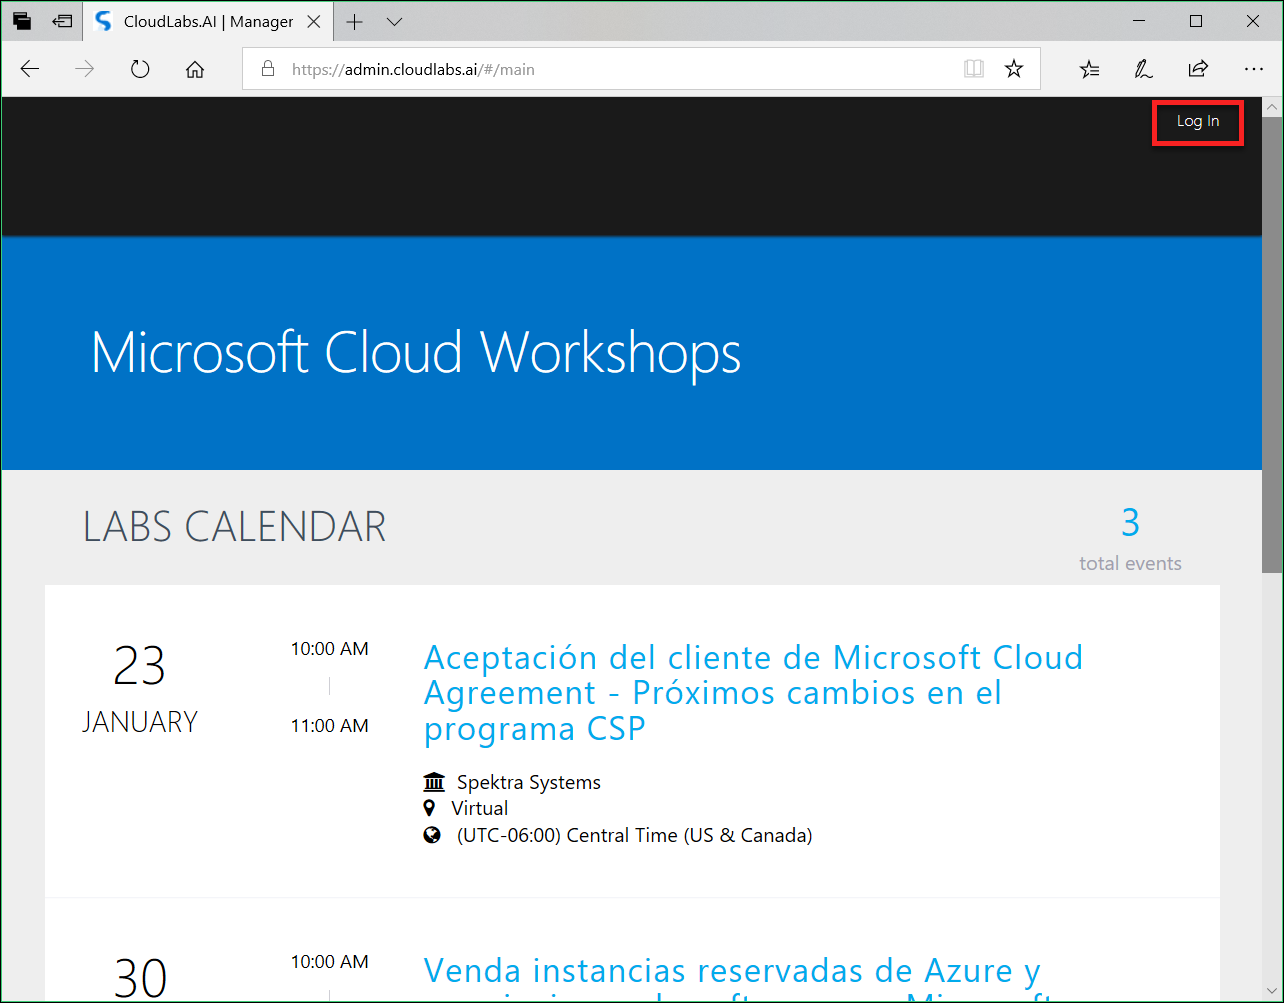 CloudLabs.AI | Manager
https://admin.cloudlabs.ai/#/main
Log In
Microsoft Cloud Workshops
LABS CALENDAR
3
total events
23
JANUARY
10:00 AM
11:00 AM
Aceptación del cliente de Microsoft Cloud
Agreement - Próximos cambios en el
programa CSP
Spektra Systems
Virtual
(UTC-06:00) Central Time (US & Canada)
30
10:00 AM
Venda instancias reservadas de Azure y
Microsoft